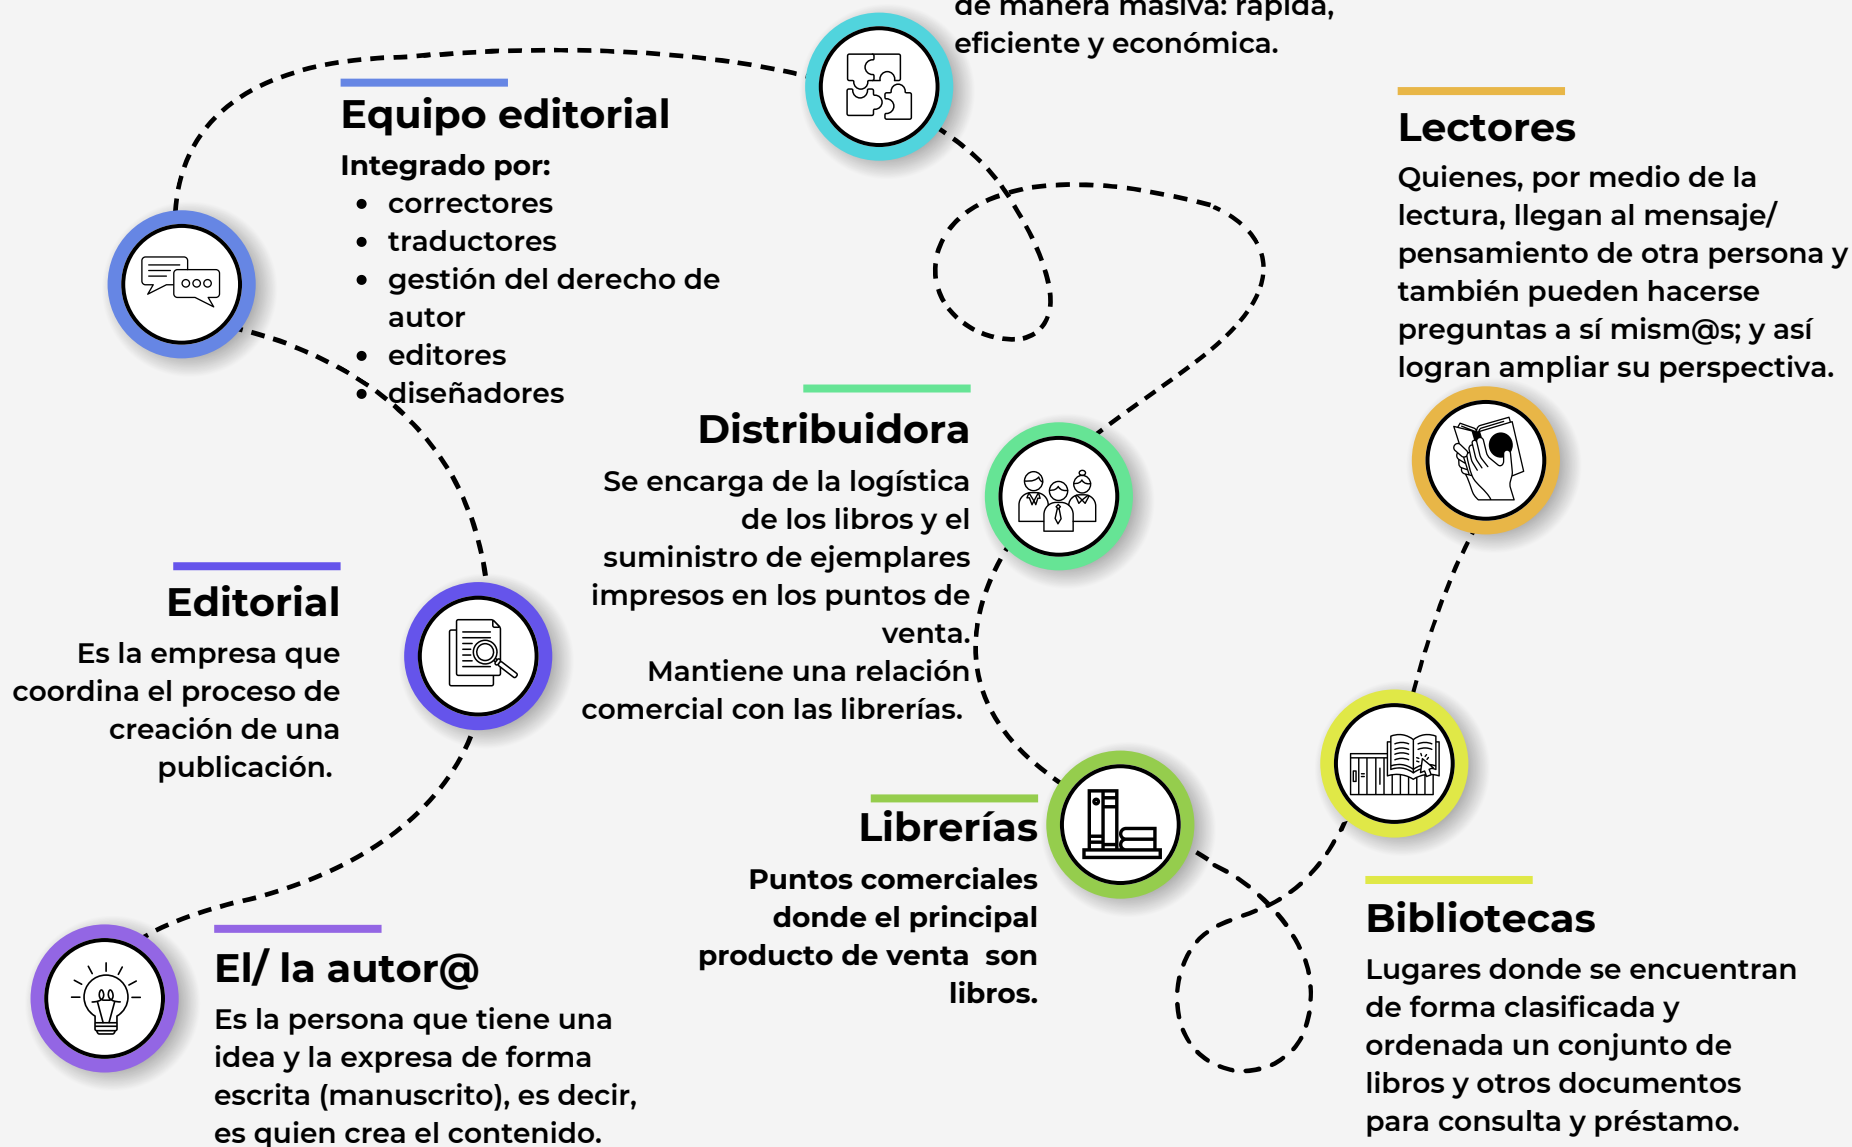 de manera masiva: rápida,
eficiente y económica.
Equipo editorial
Integrado por:
• correctores
• traductores
• gestión del derecho de
autor
• editores
• diseñadores
Lectores
Quienes, por medio de la
lectura, llegan al mensaje/
pensamiento de otra persona y
también pueden hacerse
preguntas a sí mism@s; y así
logran ampliar su perspectiva.
Distribuidora
Se encarga de la logística
de los libros y el
suministro de ejemplares
impresos en los puntos de
venta.
Mantiene una relación
comercial con las librerías.
Editorial
Es la empresa que
coordina el proceso de
creación de una
publicación.
Librerías
Puntos comerciales
donde el principal
producto de venta son
libros.
Bibliotecas
Lugares donde se encuentran
de forma clasificada y
ordenada un conjunto de
libros y otros documentos
para consulta y préstamo.
El/ la autor@
Es la persona que tiene una
idea y la expresa de forma
escrita (manuscrito), es decir,
es quien crea el contenido.